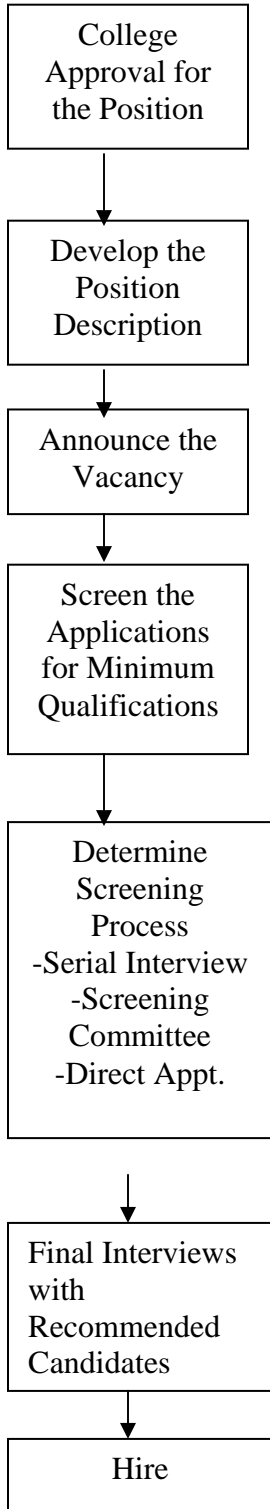 College
Approval for
the Position
Develop the
Position
Description
Announce the
Vacancy
Screen the
Applications
for Minimum
Qualifications
Determine
Screening
Process
-Serial Interview
-Screening
Committee
-Direct Appt.
Final Interviews
with
Recommended
Candidates
Hire